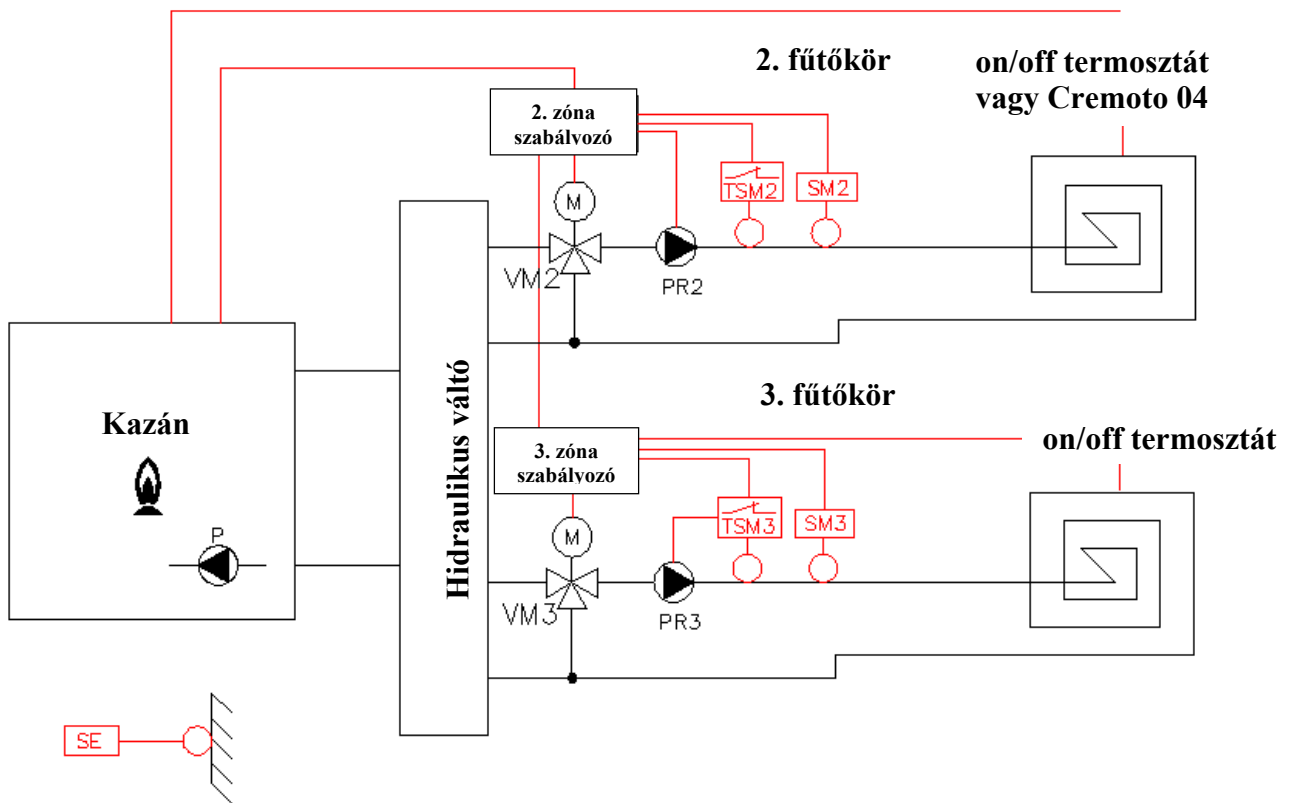 2. fűtőkör
on/off termosztát
vagy Cremoto 04
2. zóna
szabályozó
TSM2
SM2
M
VM2
PR2
Kazán
P
Hidraulikus váltó
3. fűtőkör
on/off termosztát
3. zóna
szabályozó
TSM3
SM3
M
VM3
PR3
SE